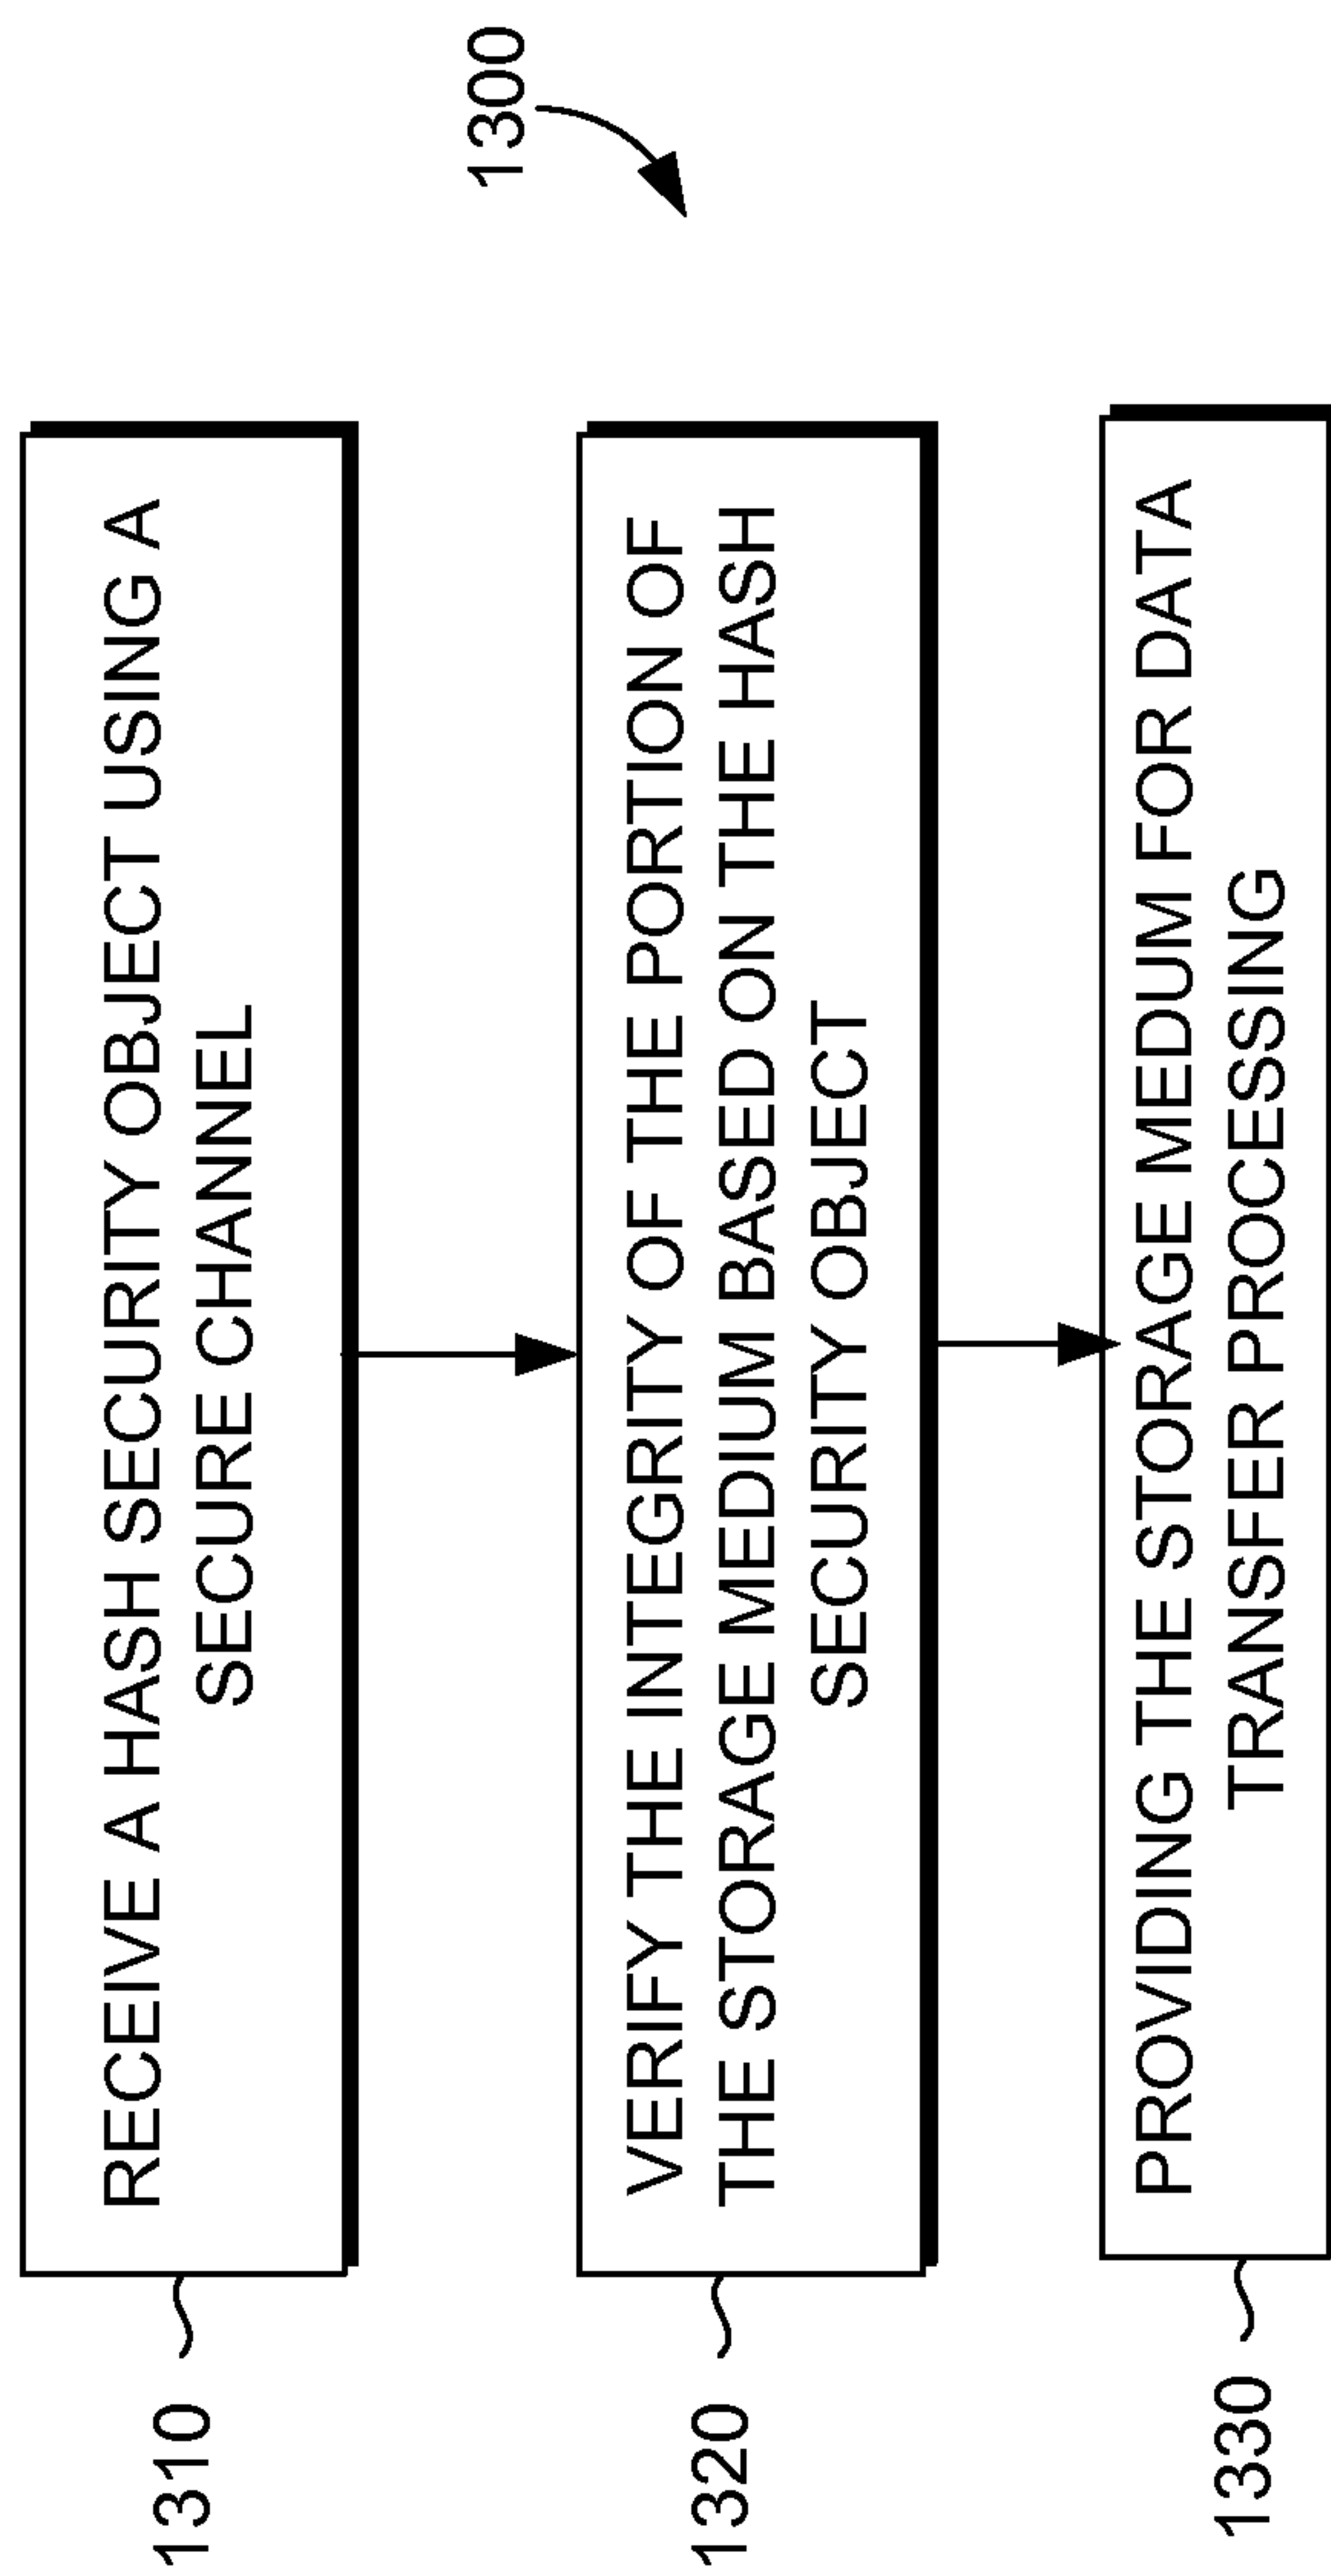 1300
1310
RECEIVE A HASH SECURITY OBJECT USING A
SECURE CHANNEL
1320
VERIFY THE INTEGRITY OF THE PORTION OF
THE STORAGE MEDIUM BASED ON THE HASH
SECURITY OBJECT
1330
PROVIDING THE STORAGE MEDIUM FOR DATA
TRANSFER PROCESSING